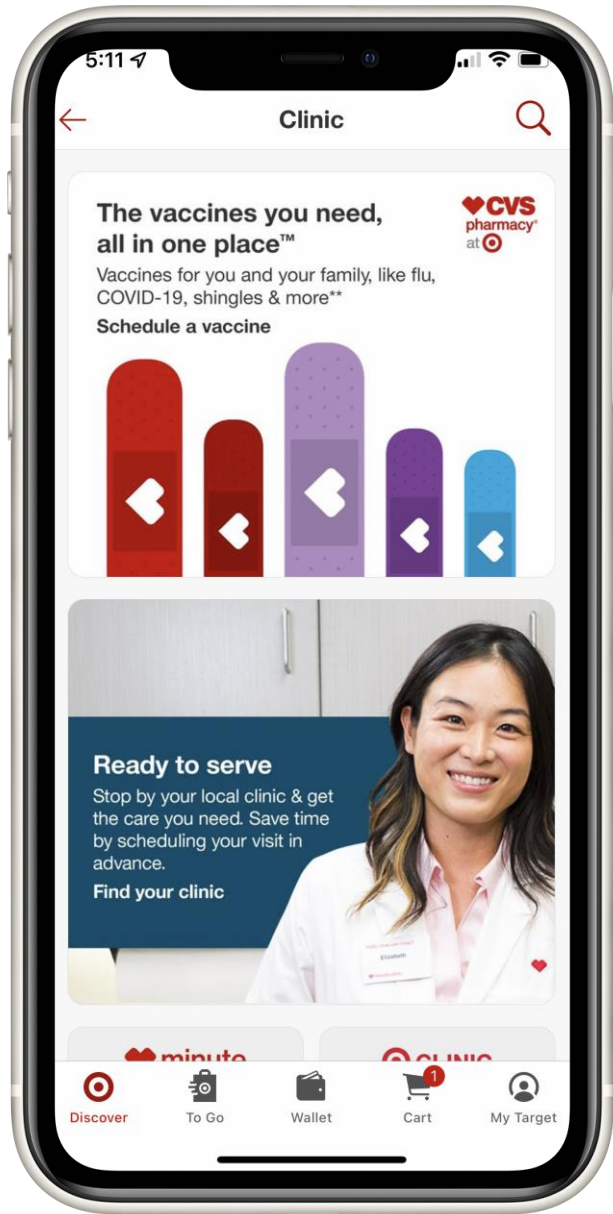 5:11
Clinic
The vaccines you need,
all in one place™
Vaccines for you and your family, like flu,
COVID-19, shingles & more**
Schedule a vaccine
CVS
pharmacy®
at
Ready to serve
Stop by your local clinic & get
the care you need. Save time
by scheduling your visit in
advance.
Find your clinic
Elizabeth
minute
CLINIC
1
Discover
To Go
Wallet
Cart
My Target